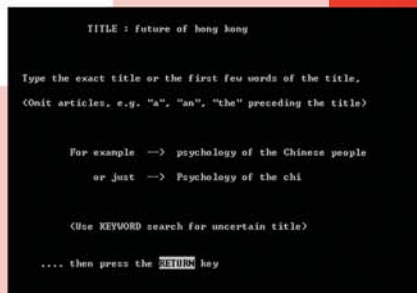 TITLE : future of hong kong
Type the exact title or the first few words of the title,
(Omit articles, e.g. "a", "an", "the" preceding the title)
For example --> psychology of the Chinese people
or just --> Psychology of the chi
(Use KEYWORD search for uncertain title)
.... then press the RETURN key